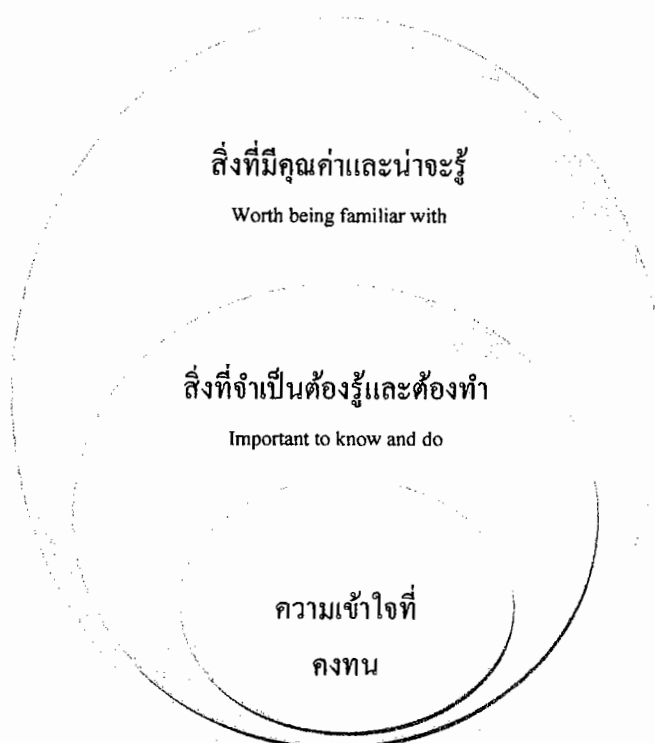 สิ่งที่มีคุณค่าและน่าจะรู้
Worth being familiar with
สิ่งที่จำเป็นต้องรู้และต้องทำ
Important to know and do
ความเข้าใจที่
คงทน